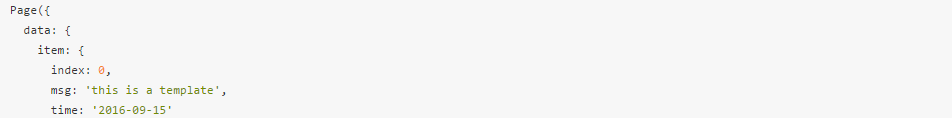 Page({
  data: {
    item: {
      index: 0,
      msg: 'this is a template',
      time: '2016-09-15'